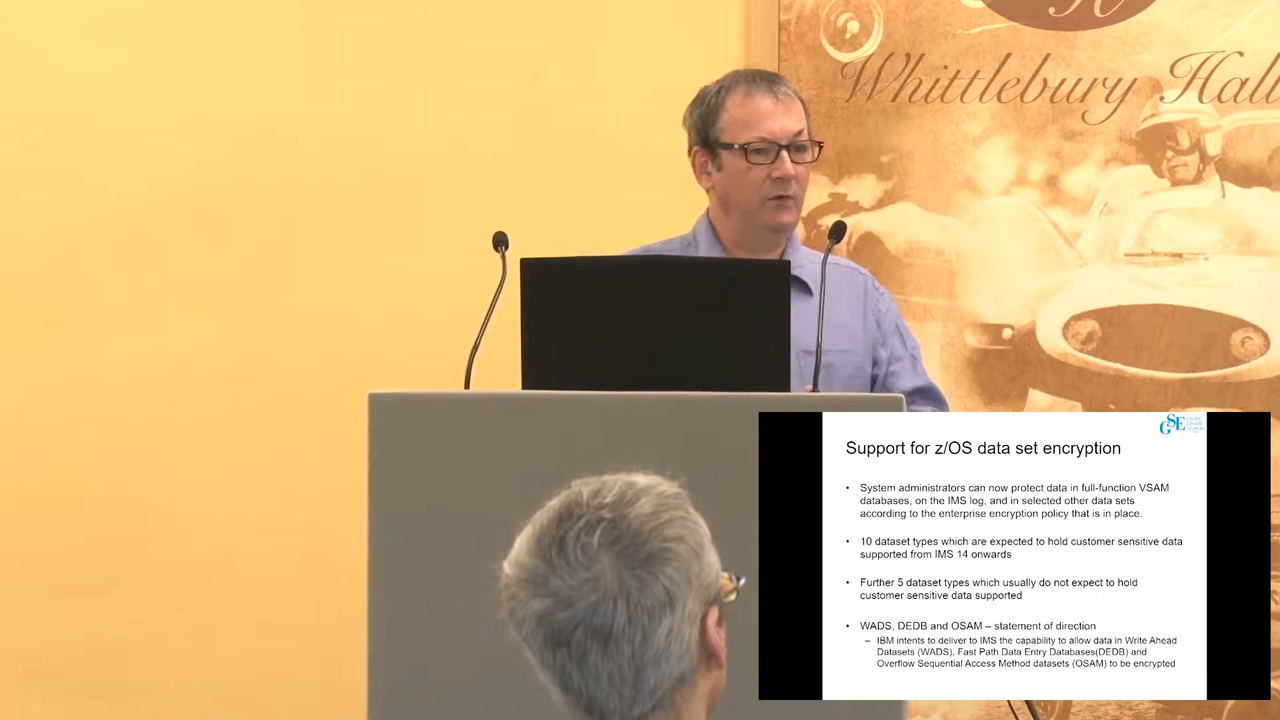 Whittlebury Hall
GSE
Support for z/OS data set encryption
• System administrators can now protect data in full-function VSAM
databases, on the IMS log, and in selected other data sets
according to the enterprise encryption policy that is in place.
• 10 dataset types which are expected to hold customer sensitive data
supported from IMS 14 onwards
• Further 5 dataset types which usually do not expect to hold
customer sensitive data supported
• WADS, DEDB and OSAM – statement of direction
– IBM intents to deliver to IMS the capability to allow data in Write Ahead
Datasets (WADS), Fast Path Data Entry Databases(DEDB) and
Overflow Sequential Access Method datasets (OSAM) to be encrypted